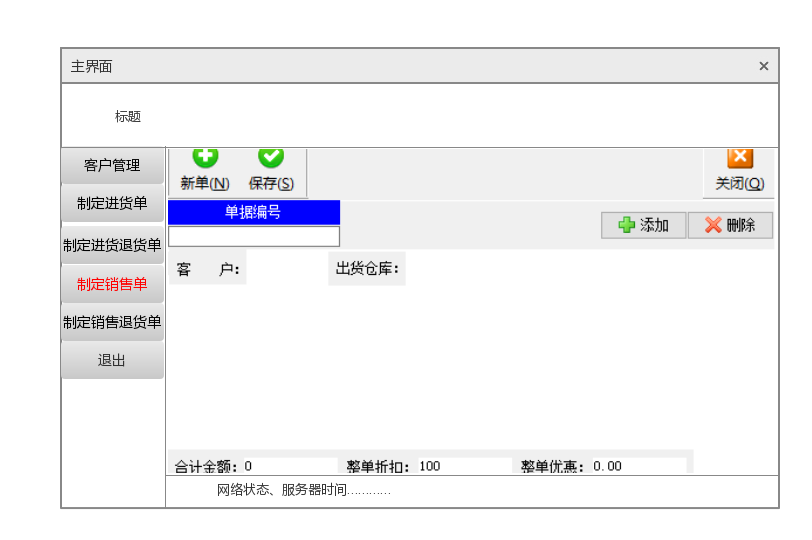 主界面 ×
标题
客户管理
制定进货单
制定进货退货单
制定销售单
制定销售退货单
退出
新单(N) 保存(S) 关闭(Q)
单据编号
添加 删除
客 户: 出货仓库:
合计金额: 0 整单折扣: 100 整单优惠: 0.00
网络状态、服务器时间…………